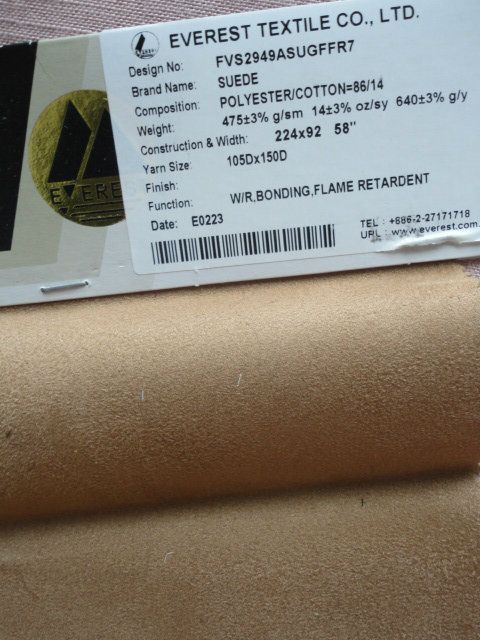 EVEREST TEXTILE CO., LTD.
Design No: FVS2949ASUGFFR7
Brand Name: SUEDE
Composition: POLYESTER/COTTON=86/14
Weight: 475±3% g/sm 14±3% oz/sy 640±3% g/y
Construction & Width: 224x92 58"
Yarn Size: 105Dx150D
Finish:
Function: W/R,BONDING,FLAME RETARDENT
Date: E0223
TEL : +886-2-27171718
URL : www.everest.com
EVEREST